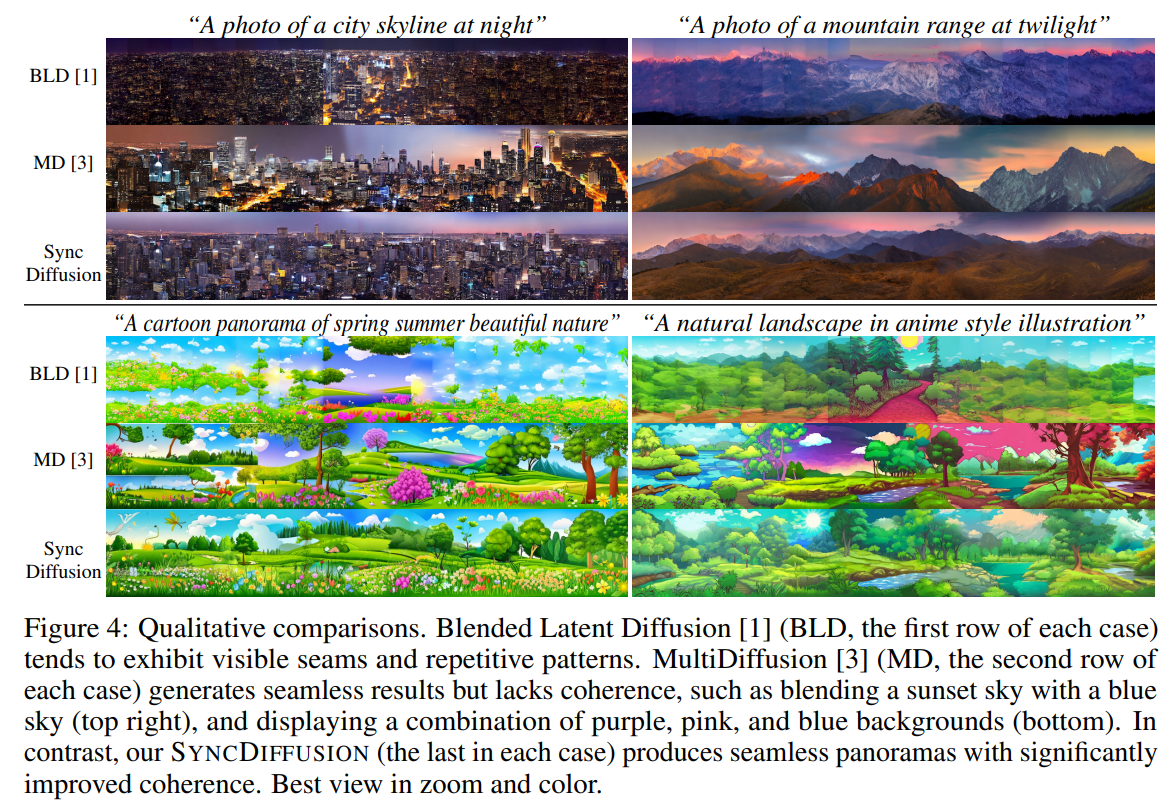 “A photo of a city skyline at night”
“A photo of a mountain range at twilight”
BLD [1]
MD [3]
Sync
Diffusion
“A cartoon panorama of spring summer beautiful nature”
“A natural landscape in anime style illustration”
BLD [1]
MD [3]
Sync
Diffusion
Figure 4: Qualitative comparisons. Blended Latent Diffusion [1] (BLD, the first row of each case)
tends to exhibit visible seams and repetitive patterns. MultiDiffusion [3] (MD, the second row of
each case) generates seamless results but lacks coherence, such as blending a sunset sky with a blue
sky (top right), and displaying a combination of purple, pink, and blue backgrounds (bottom). In
contrast, our SYNCDIFFUSION (the last in each case) produces seamless panoramas with significantly
improved coherence. Best view in zoom and color.